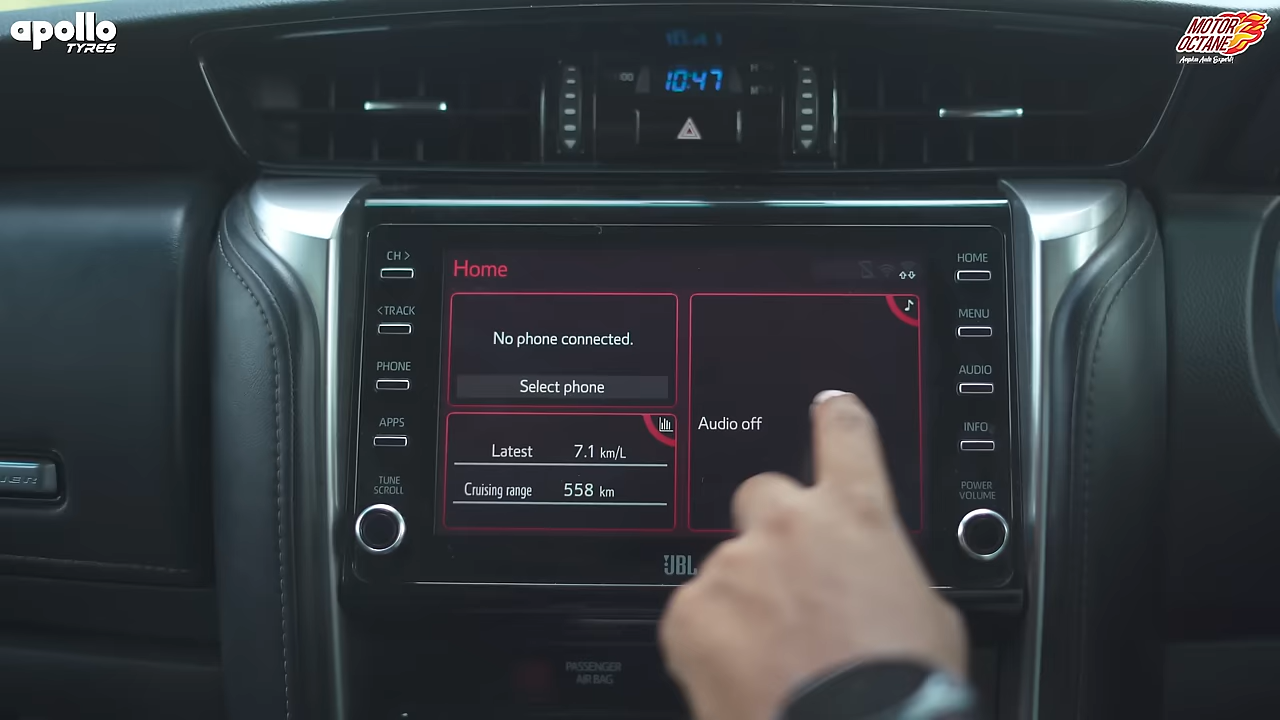 apollo
TYRES
MOTOR
OCTANE
10:47
H
M
CH >
< TRACK
PHONE
APPS
TUNE
SCROLL
Home
No phone connected.
Select phone
Latest 7.1 km/L
Cruising range 558 km
Audio off
HOME
MENU
AUDIO
INFO
POWER
VOLUME
JBL
PASSENGER
AIR BAG